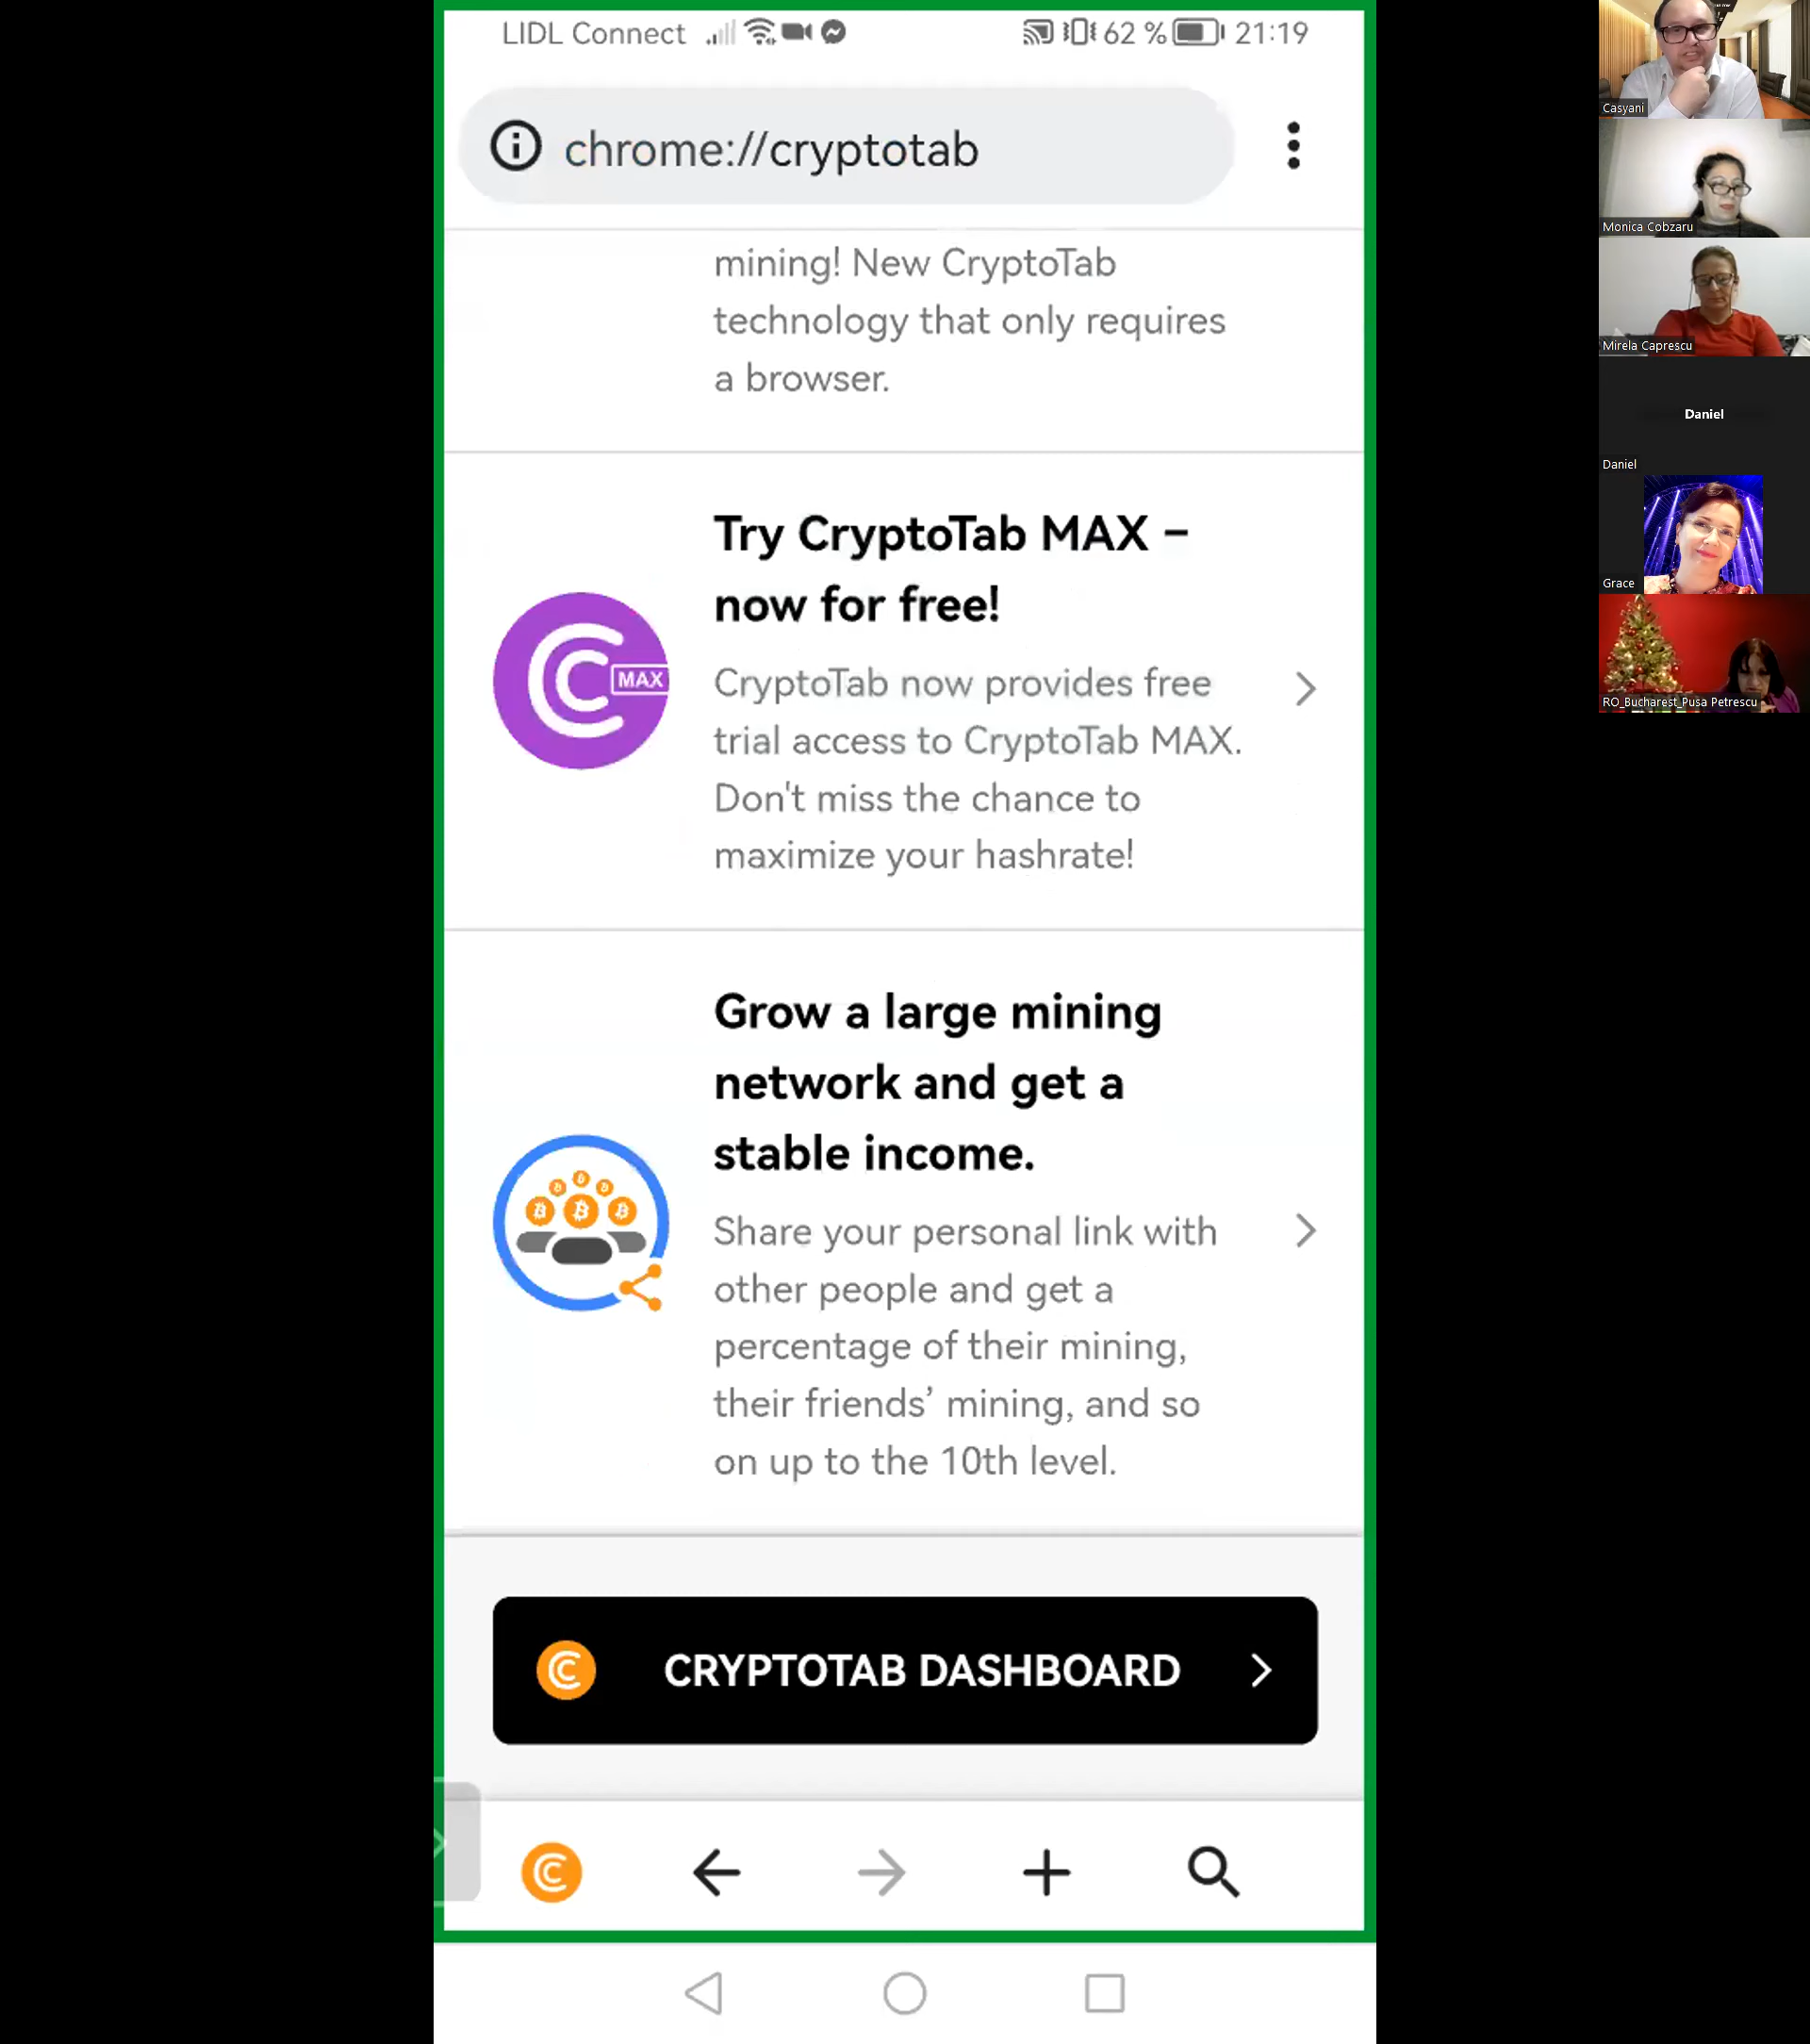 LIDL Connect 62 % 21:19
chrome://cryptotab
mining! New CryptoTab
technology that only requires
a browser.
Try CryptoTab MAX –
now for free!
MAX
CryptoTab now provides free
trial access to CryptoTab MAX.
Don't miss the chance to
maximize your hashrate!
Grow a large mining
network and get a
stable income.
Share your personal link with
other people and get a
percentage of their mining,
their friends’ mining, and so
on up to the 10th level.
CRYPTOTAB DASHBOARD
Casyani
Monica Cobzaru
Mirela Caprescu
Daniel
Daniel
Grace
RO_Bucharest_Pusa Petrescu